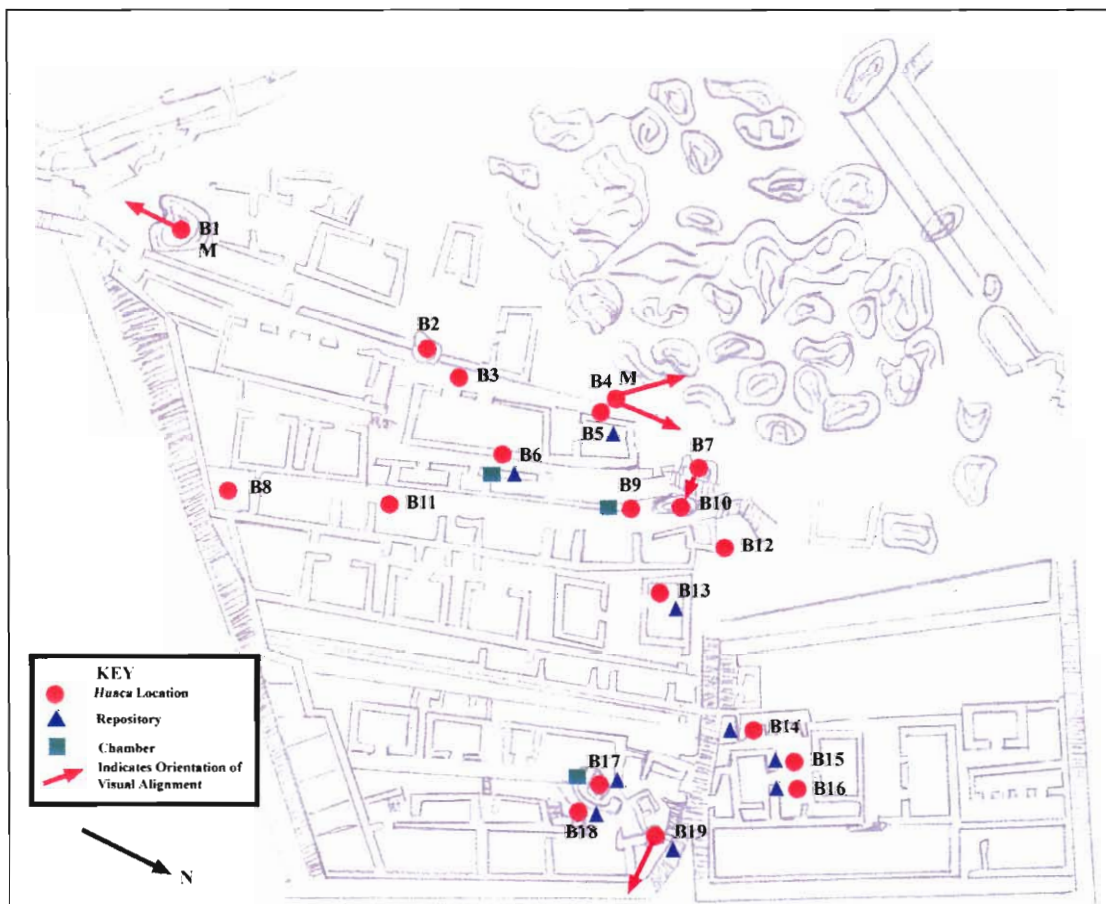 B1
M
B2
B3
B4
M
B5
B7
B6
B8
B9
B11
B10
B12
B13
KEY
Huaca Location
Repository
Chamber
Indicates Orientation of
Visual Alignment
B14
B15
B17
B16
B18
B19
N